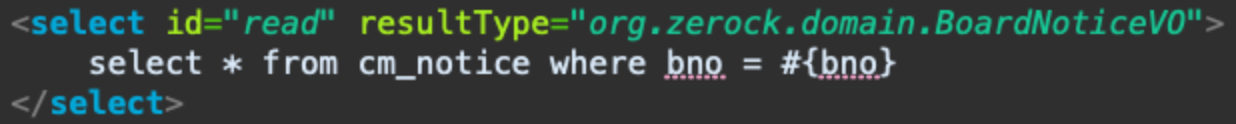 <select id="read" resultType="org.zerock.domain.BoardNoticeVO">
    select * from cm_notice where bno = #{bno}
</select>